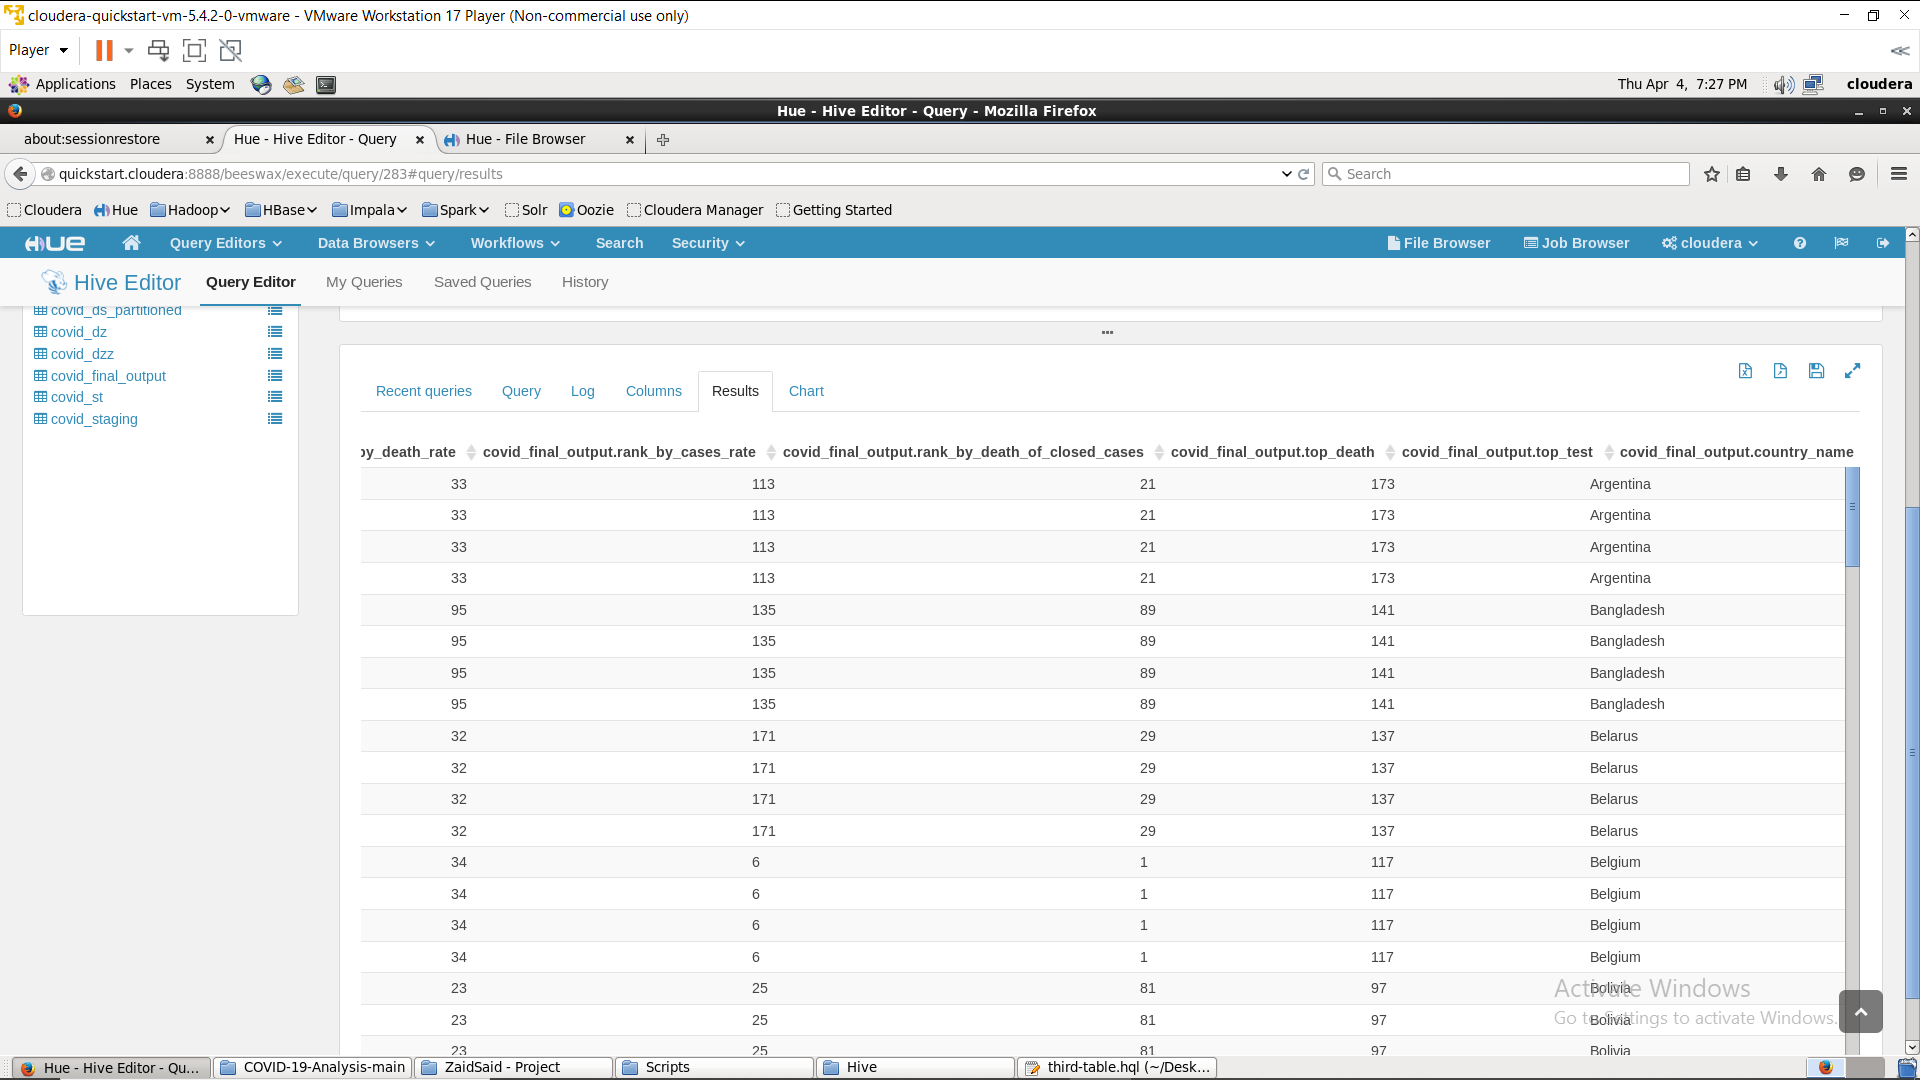 cloudera-quickstart-vm-5.4.2-0-vmware - VMware Workstation 17 Player (Non-commercial use only)
Player
Applications Places System Thu Apr 4, 7:27 PM cloudera
Hue - Hive Editor - Query - Mozilla Firefox
about:sessionrestore Hue - Hive Editor - Query Hue - File Browser
quickstart.cloudera:8888/beeswax/execute/query/283#query/results Search
Cloudera Hue Hadoop HBase Impala Spark Solr Oozie Cloudera Manager Getting Started
HUE Query Editors Data Browsers Workflows Search Security File Browser Job Browser cloudera
Hive Editor Query Editor My Queries Saved Queries History
covid_ds_partitioned
covid_dz
covid_dzz
covid_final_output
covid_st
covid_staging
Recent queries Query Log Columns Results Chart
by_death_rate covid_final_output.rank_by_cases_rate covid_final_output.rank_by_death_of_closed_cases covid_final_output.top_death covid_final_output.top_test covid_final_output.country_name
33 113 21 173 Argentina
33 113 21 173 Argentina
33 113 21 173 Argentina
33 113 21 173 Argentina
95 135 89 141 Bangladesh
95 135 89 141 Bangladesh
95 135 89 141 Bangladesh
95 135 89 141 Bangladesh
32 171 29 137 Belarus
32 171 29 137 Belarus
32 171 29 137 Belarus
32 171 29 137 Belarus
34 6 1 117 Belgium
34 6 1 117 Belgium
34 6 1 117 Belgium
34 6 1 117 Belgium
23 25 81 97 Bolivia
23 25 81 97 Bolivia
23 25 81 97 Bolivia
Activate Windows
Go to Settings to activate Windows.
Hue - Hive Editor - Qu... COVID-19-Analysis-main ZaidSaid - Project Scripts Hive third-table.hql (~/Desk...